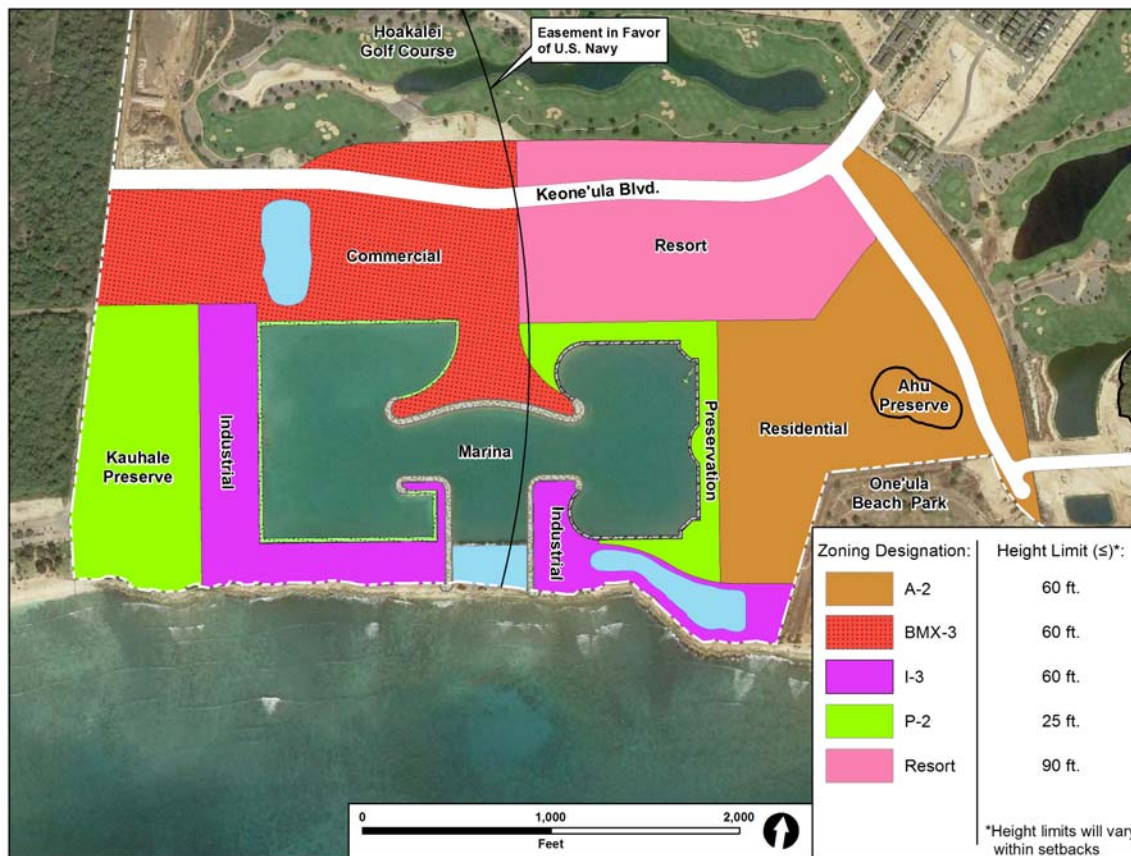 Hoakalei
Golf Course
Easement in Favor
of U.S. Navy
Keone'ula Blvd.
Commercial
Resort
Kauhale
Preserve
Industrial
Marina
Preservation
Residential
Ahu
Preserve
One'ula
Beach Park
Industrial
Zoning Designation: Height Limit (≤)*:
A-2 60 ft.
BMX-3 60 ft.
I-3 60 ft.
P-2 25 ft.
Resort 90 ft.
*Height limits will vary
within setbacks
0 1,000 2,000
Feet